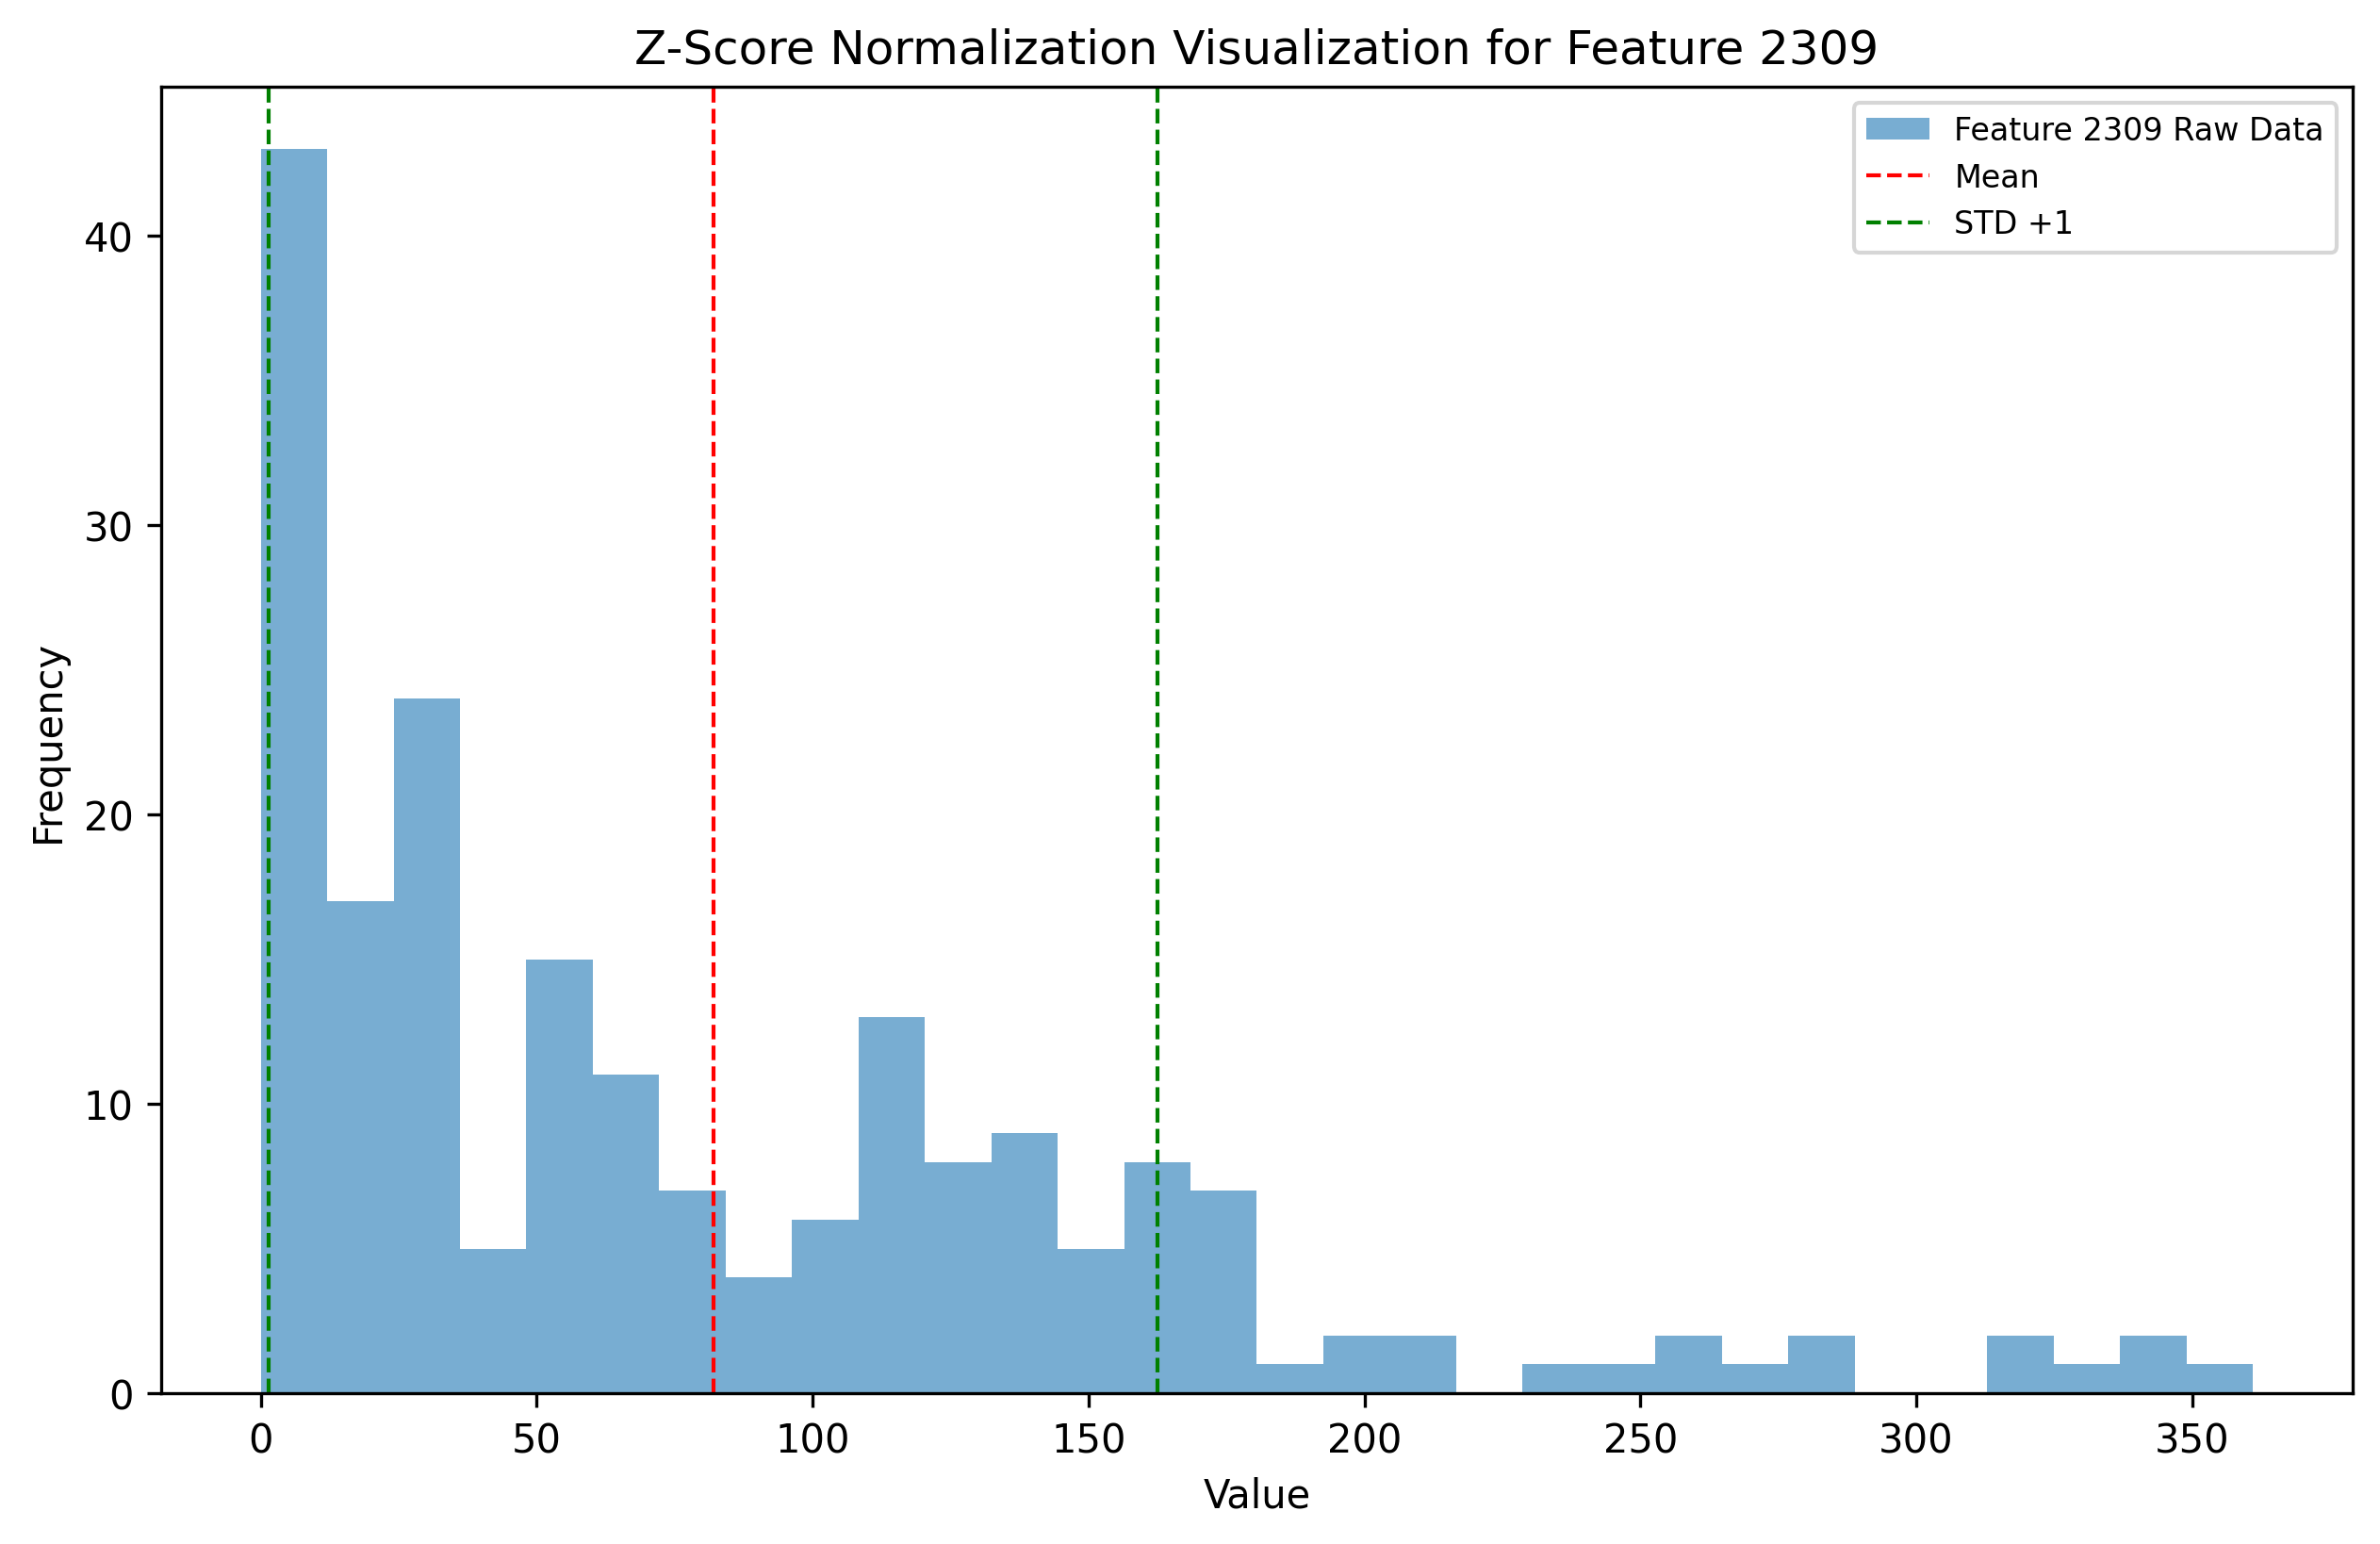 Z-Score Normalization Visualization for Feature 2309
Feature 2309 Raw Data
Mean
STD +1
Frequency
40
30
20
10
0
0 50 100 150 200 250 300 350
Value